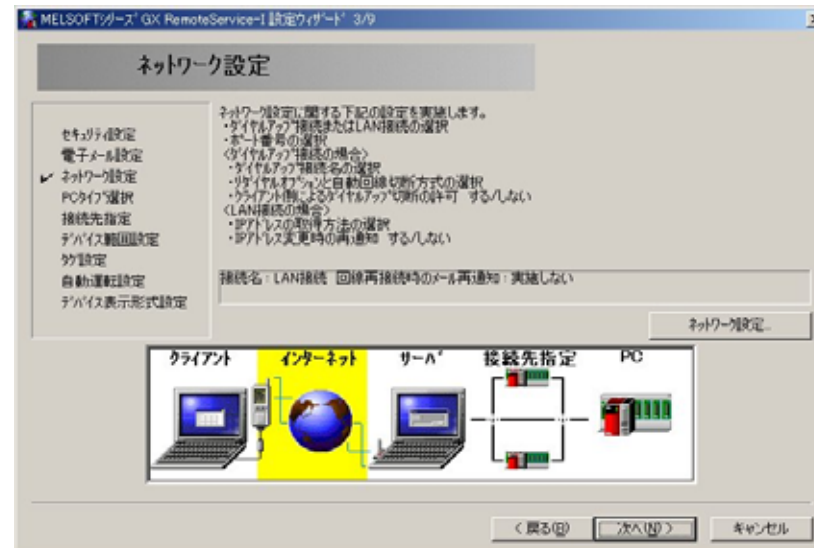 MELSOFTｼﾘｰｽﾞ GX RemoteService-I 設定ｳｨｻﾞｰﾄﾞ 3/9
ネットワーク設定
セキュリティ設定
電子メール設定
ネットワーク設定
PCタイプ選択
接続先指定
デバイス範囲設定
タグ設定
自動運転設定
デバイス表示形式設定
ネットワーク設定に関する下記の設定を実施します。
・ダイヤルアップ接続またはLAN接続の選択
・ポート番号の選択
<ダイヤルアップ接続の場合>
・ダイヤルアップ接続名の選択
・リダイヤルオプションと自動回線切断方式の選択
・クライアント側によるダイヤルアップ切断の許可 する/しない
<LAN接続の場合>
・IPアドレスの取得方法の選択
・IPアドレス変更時の再通知 する/しない
接続名：LAN接続 回線再接続時のメール再通知：実施しない
ネットワーク設定...
クライアント インターネット サーバ 接続先指定 PC
< 戻る(B) 次へ(N) > キャンセル